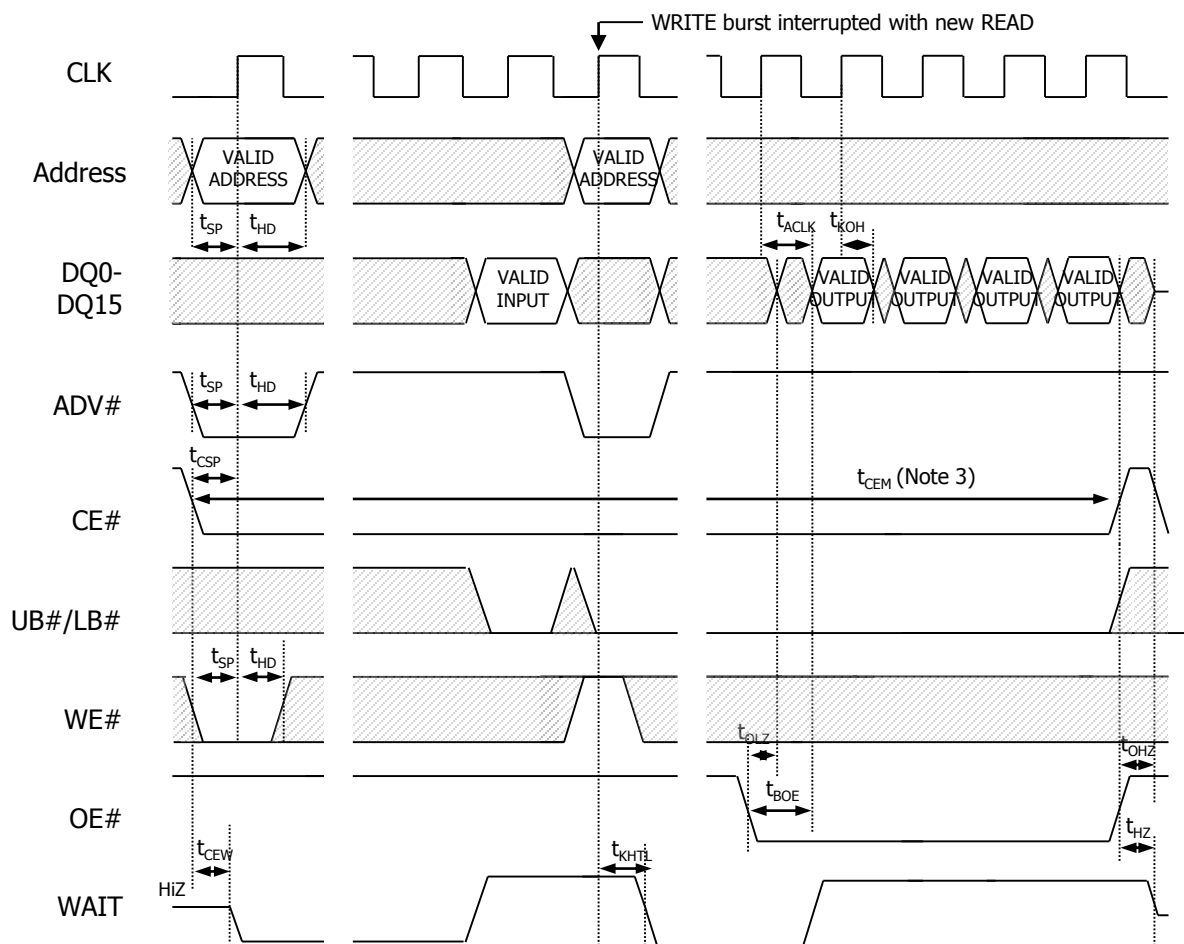 WRITE burst interrupted with new READ
CLK
Address
VALID
ADDRESS
VALID
ADDRESS
tSP
tHD
tACLK
tKOH
DQ0-
DQ15
VALID
INPUT
VALID
OUTPUT
VALID
OUTPUT
VALID
OUTPUT
VALID
OUTPUT
ADV#
tSP
tHD
tCSP
CE#
tCEM (Note 3)
UB#/LB#
tSP
tHD
WE#
tOLZ
tOHZ
OE#
tBOE
tHZ
tCEW
tKHTL
HiZ
WAIT